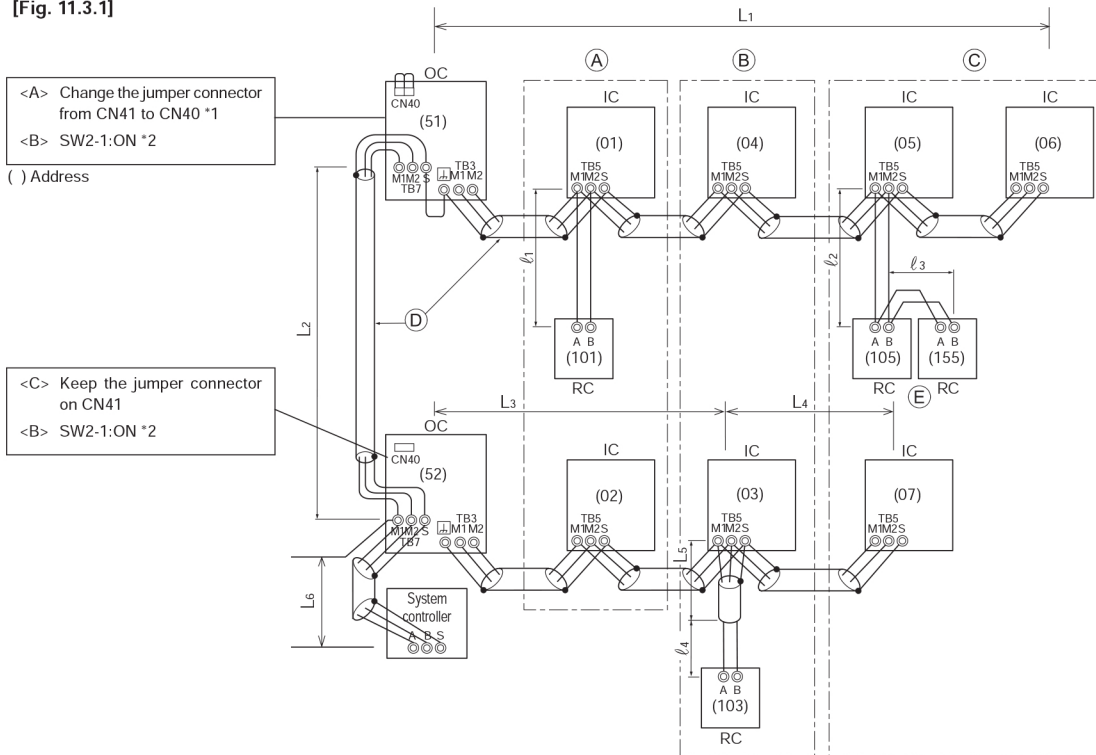 [Fig. 11.3.1]
L1
A
B
C
<A> Change the jumper connector
from CN41 to CN40 *1
<B> SW2-1:ON *2
( ) Address
OC
CN40
(51)
M1M2 S
TB7
TB3
M1 M2
IC
(01)
TB5
M1M2S
IC
(04)
TB5
M1M2S
IC
(05)
TB5
M1M2S
IC
(06)
TB5
M1M2S
ℓ1
ℓ2
ℓ3
L2
D
A B
(101)
RC
A B
(105)
RC
A B
(155)
RC
E
<C> Keep the jumper connector
on CN41
<B> SW2-1:ON *2
L3
L4
OC
CN40
(52)
M1M2 S
TB7
TB3
M1 M2
IC
(02)
TB5
M1M2S
IC
(03)
TB5
M1M2S
IC
(07)
TB5
M1M2S
L5
L6
System
controller
A B S
ℓ4
A B
(103)
RC